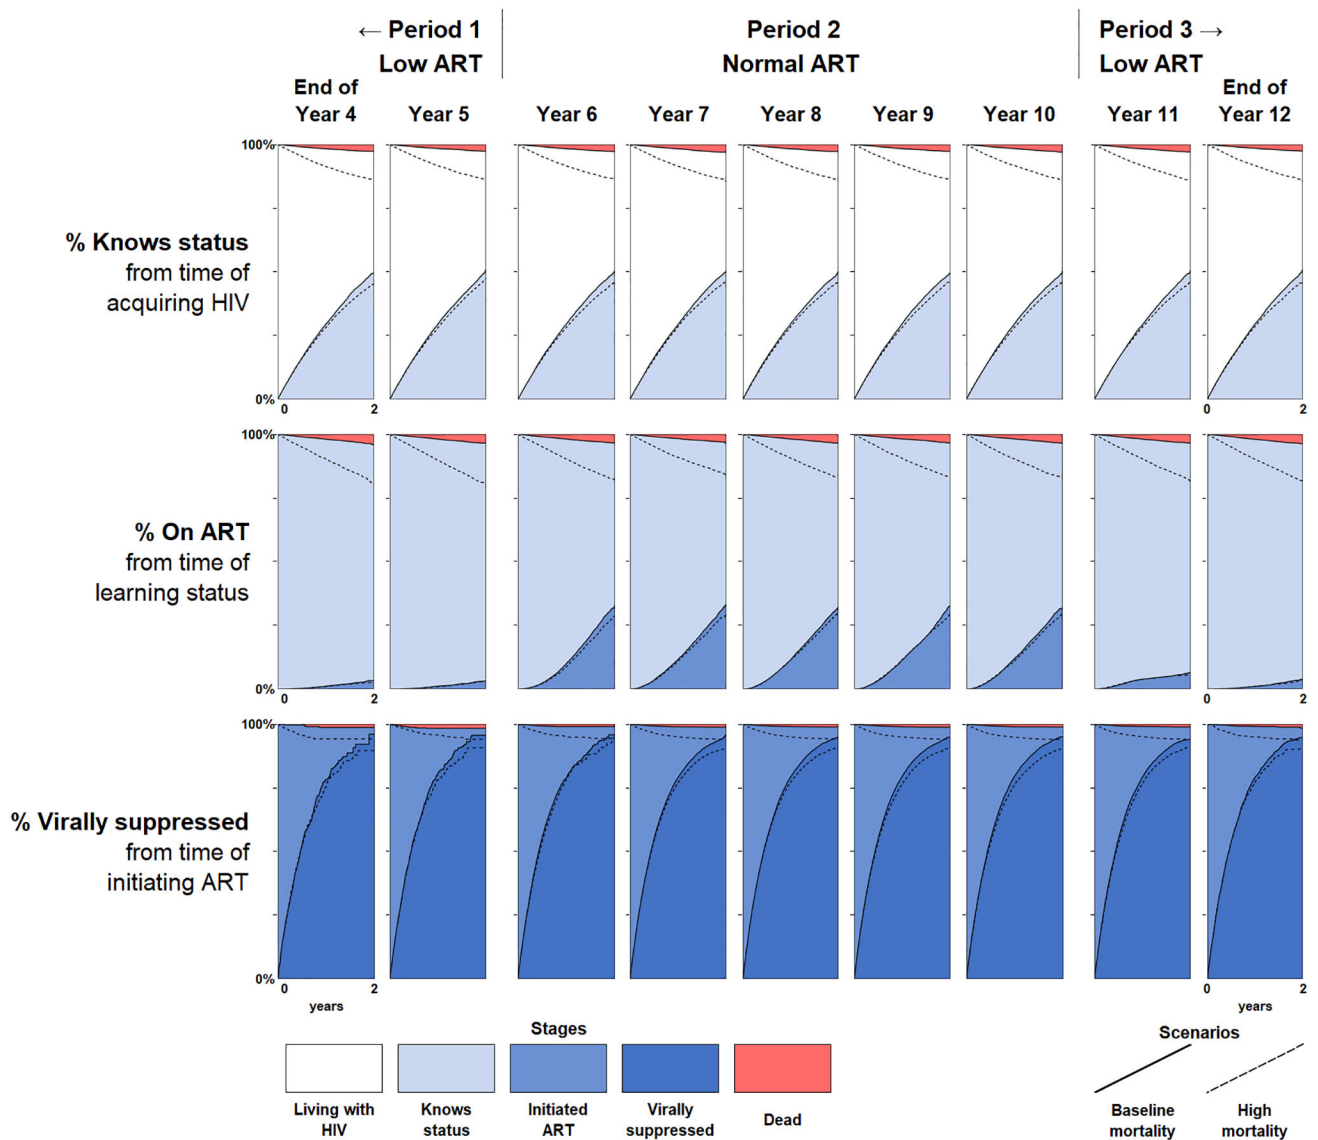 ← Period 1
Low ART
Period 2
Normal ART
Period 3 →
Low ART
End of
Year 4
Year 5
Year 6
Year 7
Year 8
Year 9
Year 10
Year 11
End of
Year 12
100%
% Knows status
from time of
acquiring HIV
0%
0 2
0 2
100%
% On ART
from time of
learning status
0%
0 2
0 2
100%
% Virally suppressed
from time of
initiating ART
0%
0 2
years
0 2
years
Stages
Living with
HIV
Knows
status
Initiated
ART
Virally
suppressed
Dead
Scenarios
Baseline
mortality
High
mortality